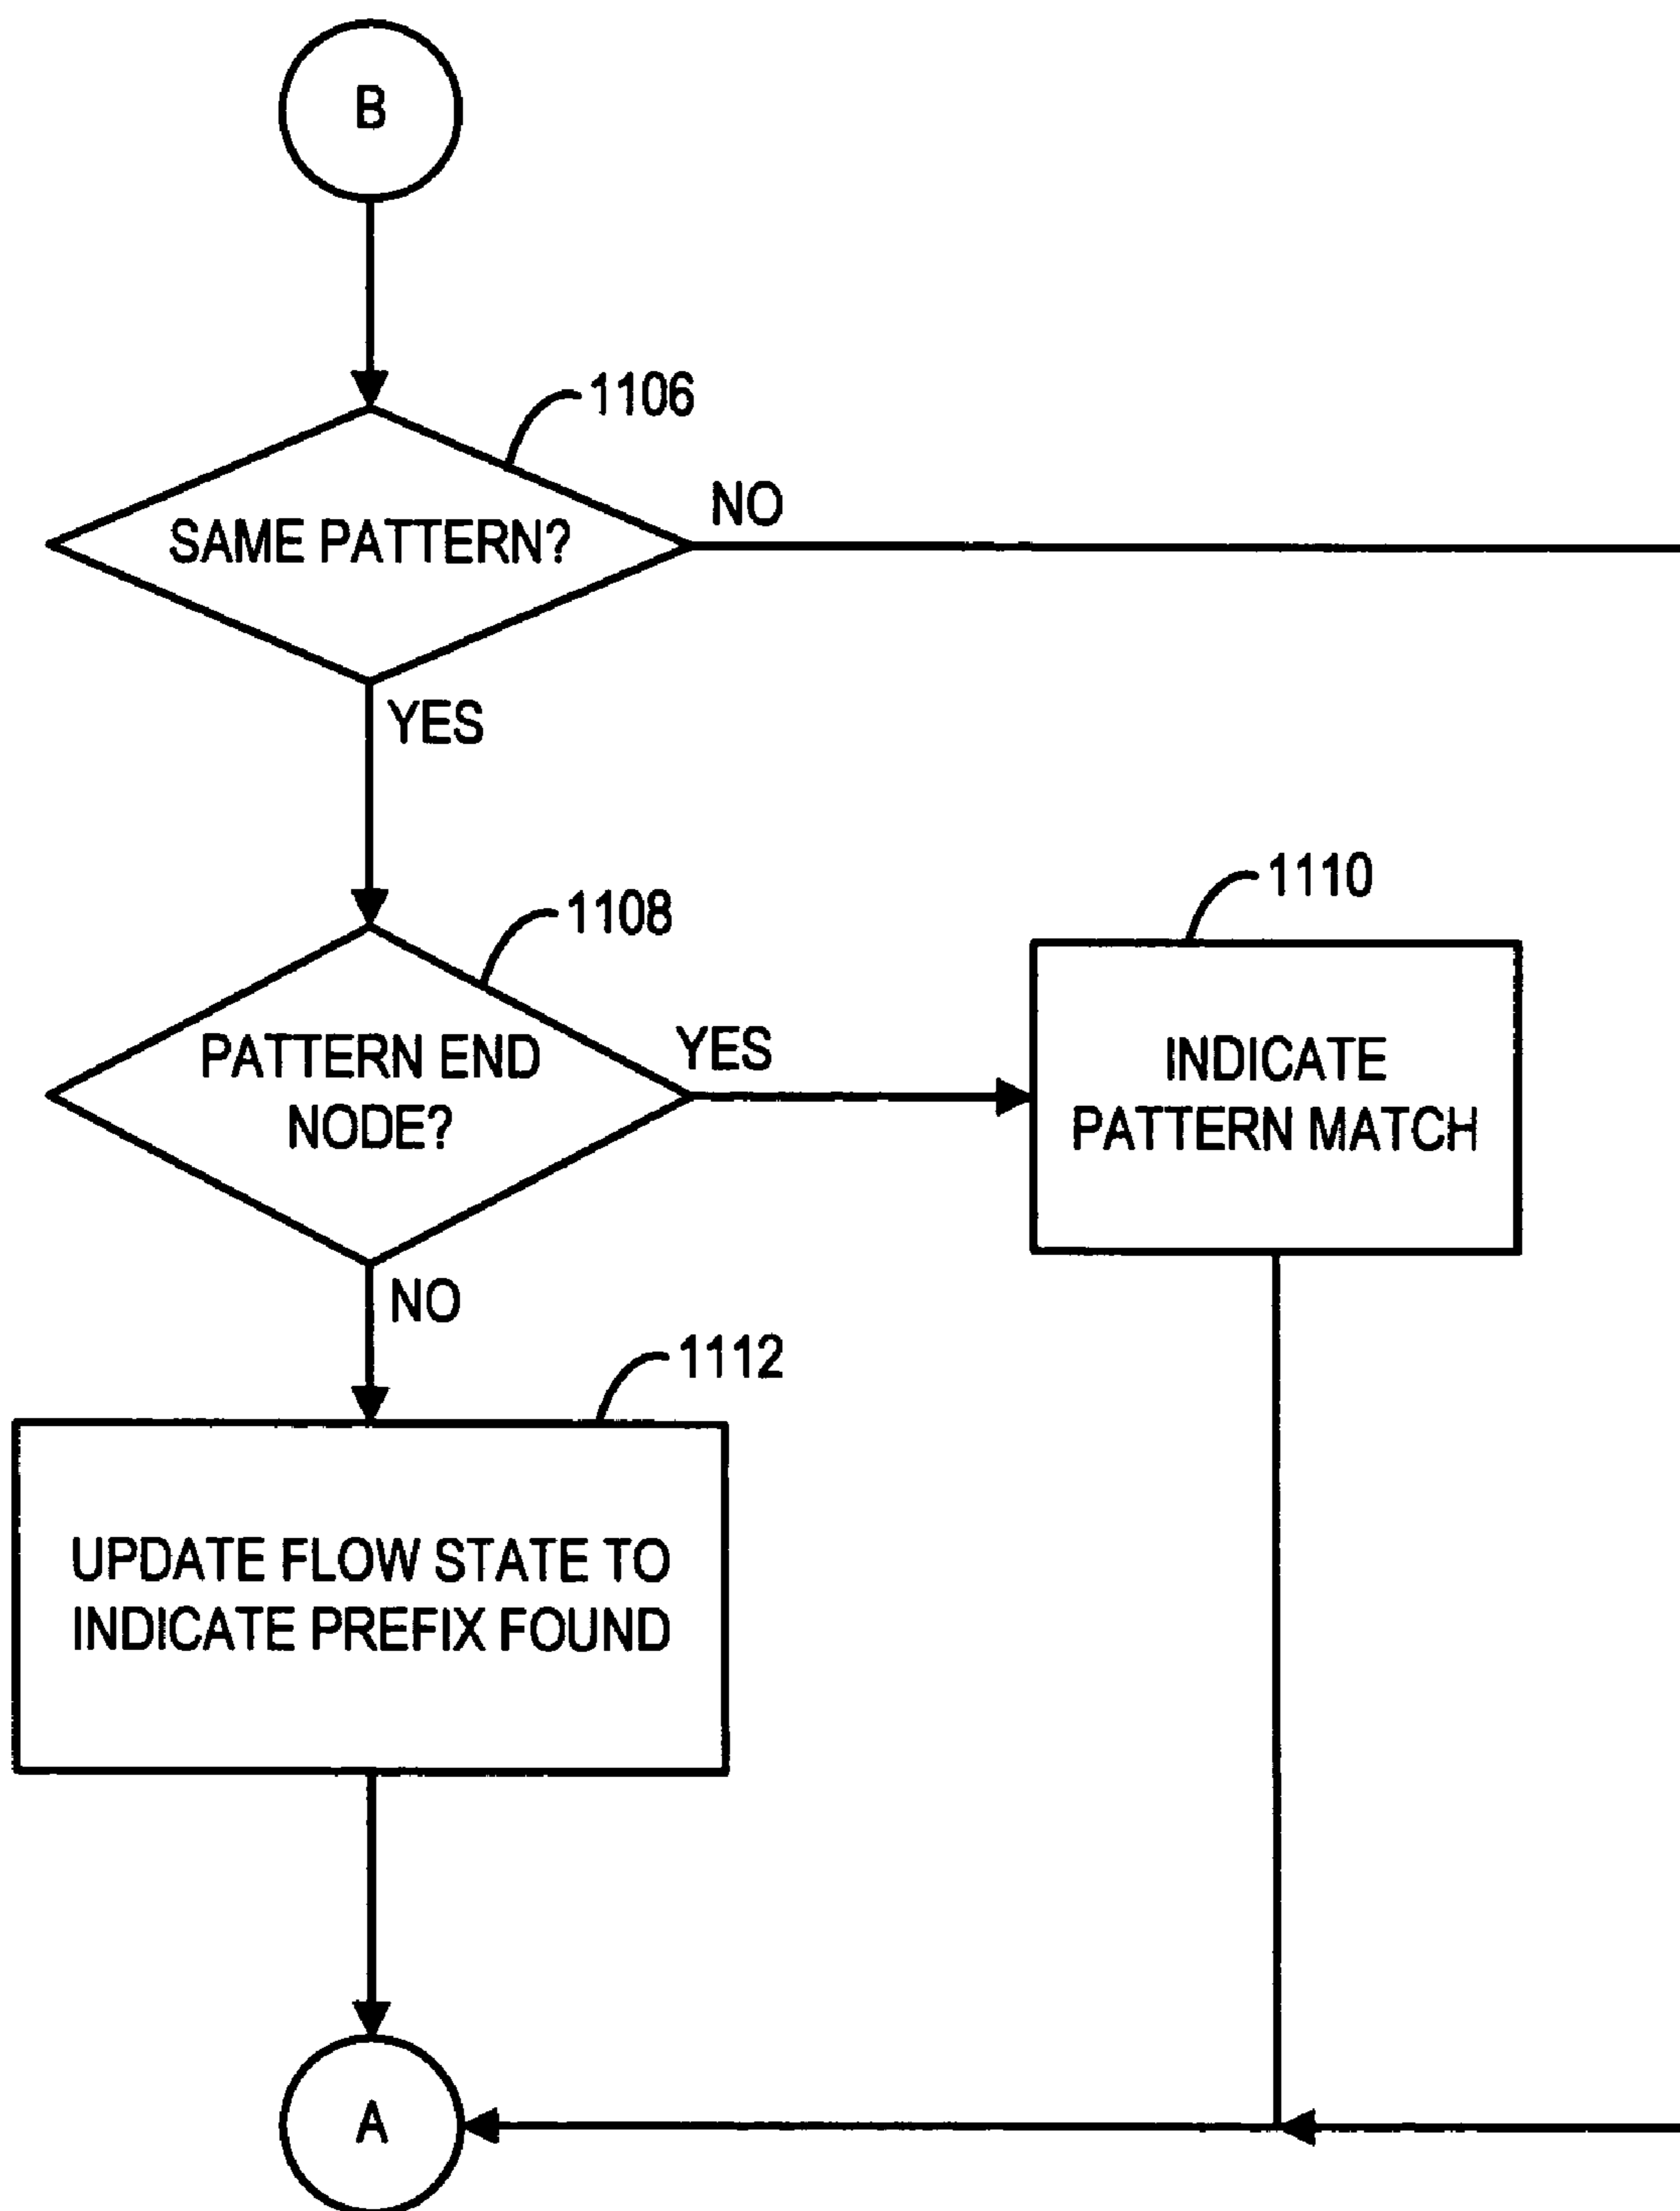 B
1106
SAME PATTERN?
NO
YES
1108
PATTERN END
NODE?
YES
1110
INDICATE
PATTERN MATCH
NO
1112
UPDATE FLOW STATE TO
INDICATE PREFIX FOUND
A